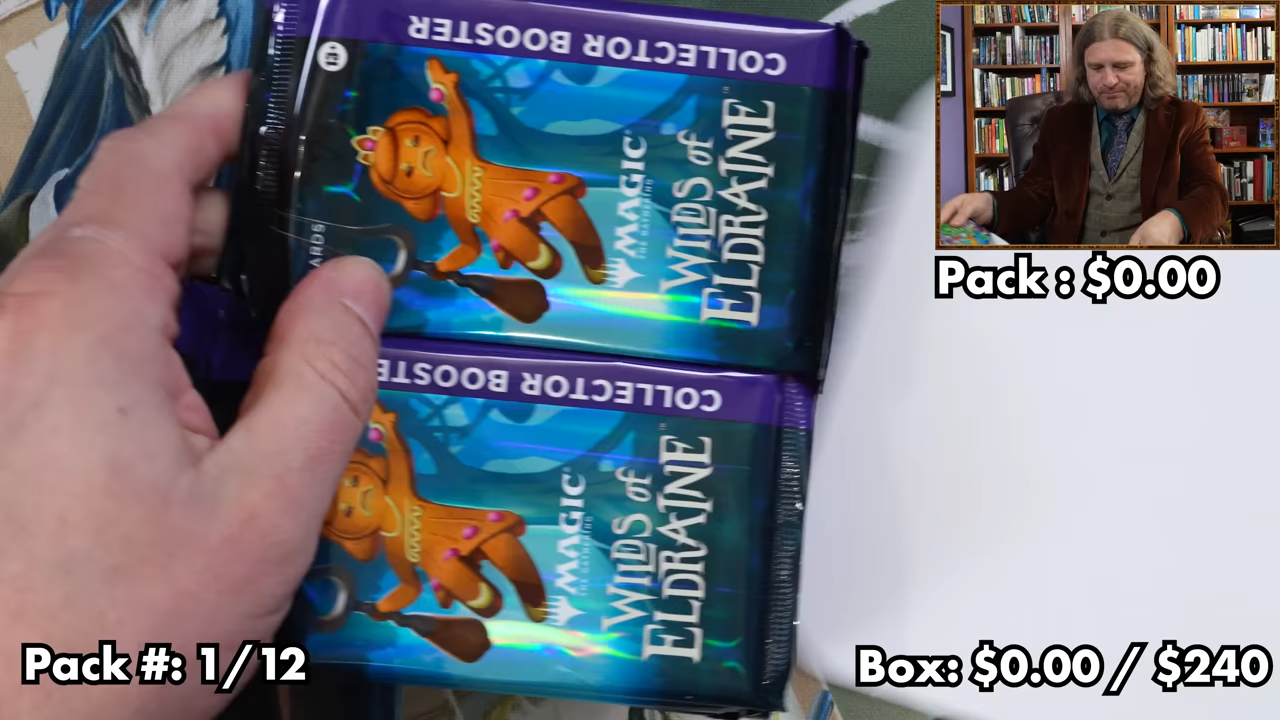 COLLECTOR BOOSTER
13+
MAGIC
THE GATHERING
WILDS of
ELDRAINE
COLLECTOR BOOSTER
MAGIC
THE GATHERING
WILDS of
ELDRAINE
Pack : $0.00
Pack #: 1/12
Box: $0.00 / $240